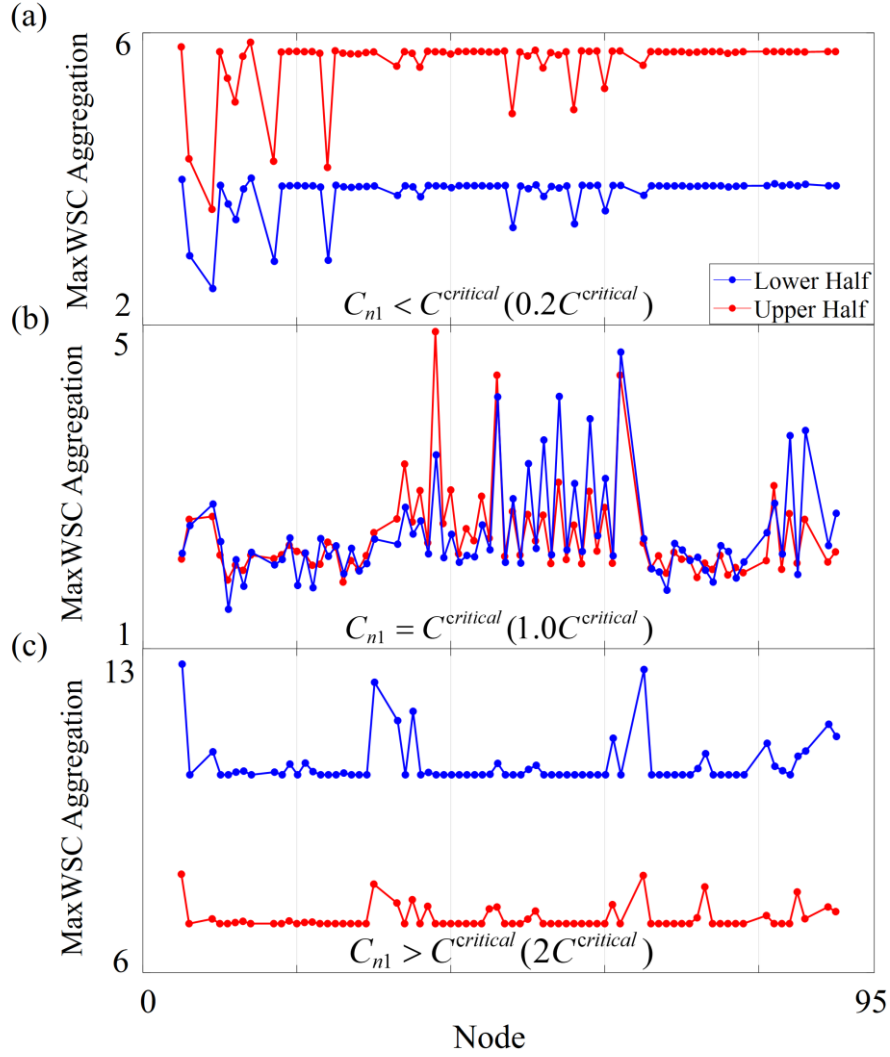 (a)
6
MaxWSC Aggregation
2
Lower Half
Upper Half
C_{n1} < C^{critical} (0.2C^{critical})
(b)
5
MaxWSC Aggregation
1
C_{n1} = C^{critical} (1.0C^{critical})
(c)
13
MaxWSC Aggregation
6
C_{n1} > C^{critical} (2C^{critical})
0
95
Node